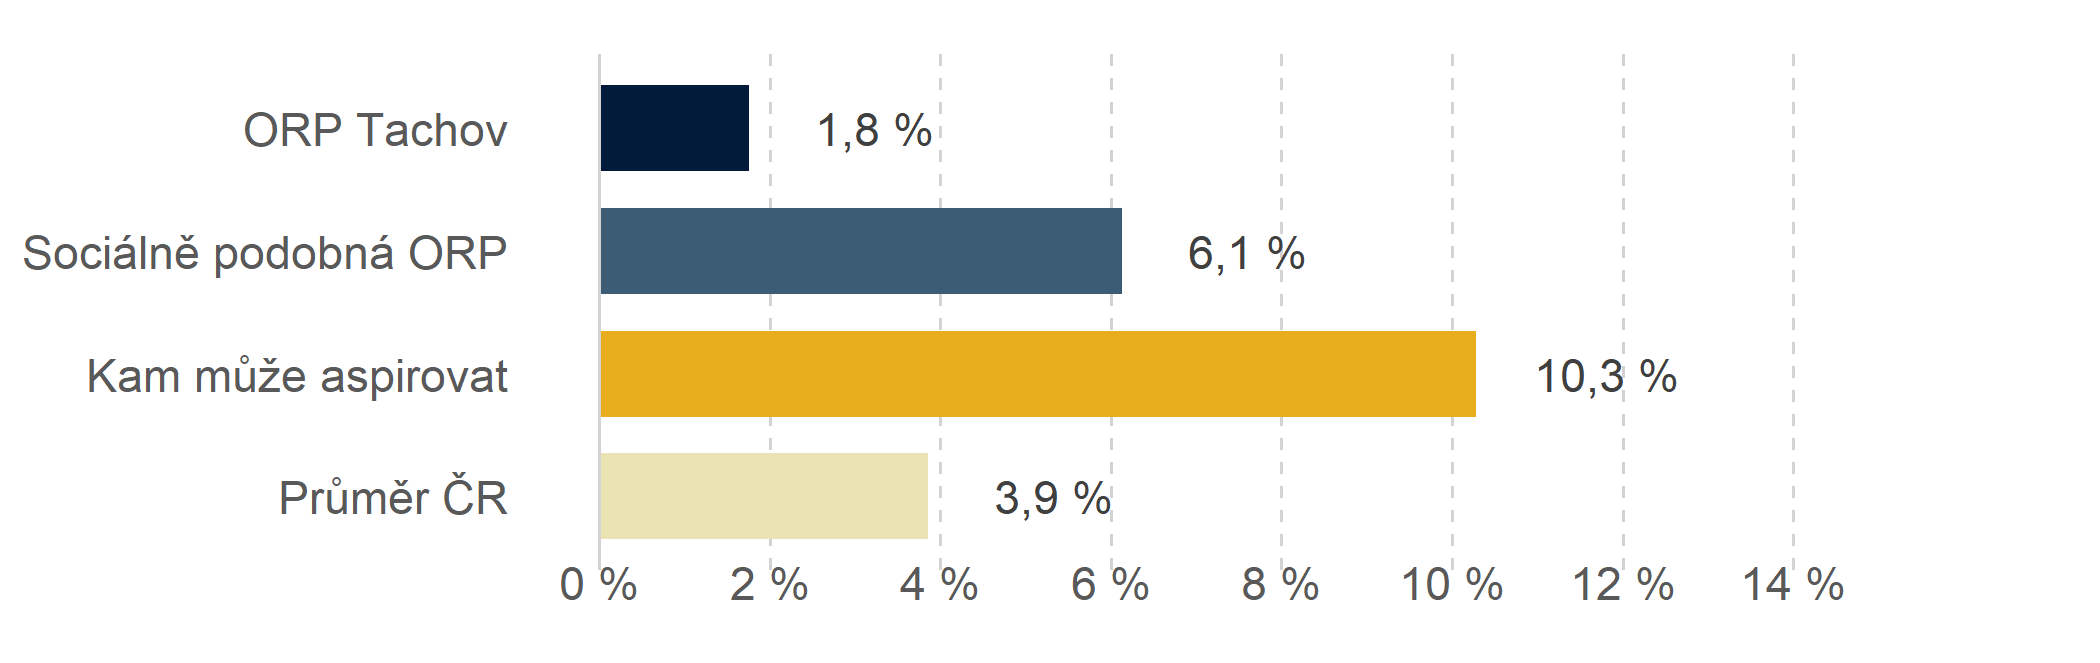 ORP Tachov
1,8 %
Sociálně podobná ORP
6,1 %
Kam může aspirovat
10,3 %
Průměr ČR
3,9 %
0 % 2 % 4 % 6 % 8 % 10 % 12 % 14 %